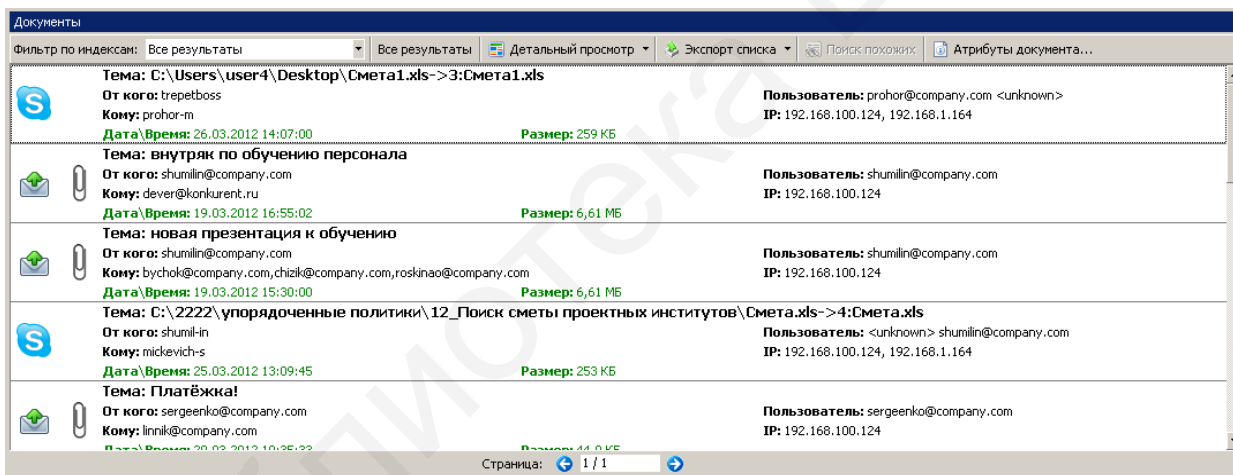 Документы
Фильтр по индексам: Все результаты Все результаты Детальный просмотр Экспорт списка Поиск похожих Атрибуты документа...
Тема: C:\Users\user4\Desktop\Смета1.xls->3:Смета1.xls
От кого: trepetboss Пользователь: prohor@company.com <unknown>
Кому: prohor-m IP: 192.168.100.124, 192.168.1.164
Дата\Время: 26.03.2012 14:07:00 Размер: 259 КБ
Тема: внутряк по обучению персонала
От кого: shumilin@company.com Пользователь: shumilin@company.com
Кому: dever@konkurent.ru IP: 192.168.100.124
Дата\Время: 19.03.2012 16:55:02 Размер: 6,61 МБ
Тема: новая презентация к обучению
От кого: shumilin@company.com Пользователь: shumilin@company.com
Кому: bychok@company.com,chizik@company.com,roskinao@company.com IP: 192.168.100.124
Дата\Время: 19.03.2012 15:30:00 Размер: 6,61 МБ
Тема: C:\2222\упорядоченные политики\12_Поиск сметы проектных институтов\Смета.xls->4:Смета.xls
От кого: shumil-in Пользователь: <unknown> shumilin@company.com
Кому: mickevich-s IP: 192.168.100.124, 192.168.1.164
Дата\Время: 25.03.2012 13:09:45 Размер: 253 КБ
Тема: Платёжка!
От кого: sergeenko@company.com Пользователь: sergeenko@company.com
Кому: linnik@company.com IP: 192.168.100.124
Дата\Время: Размер:
Страница: 1 / 1